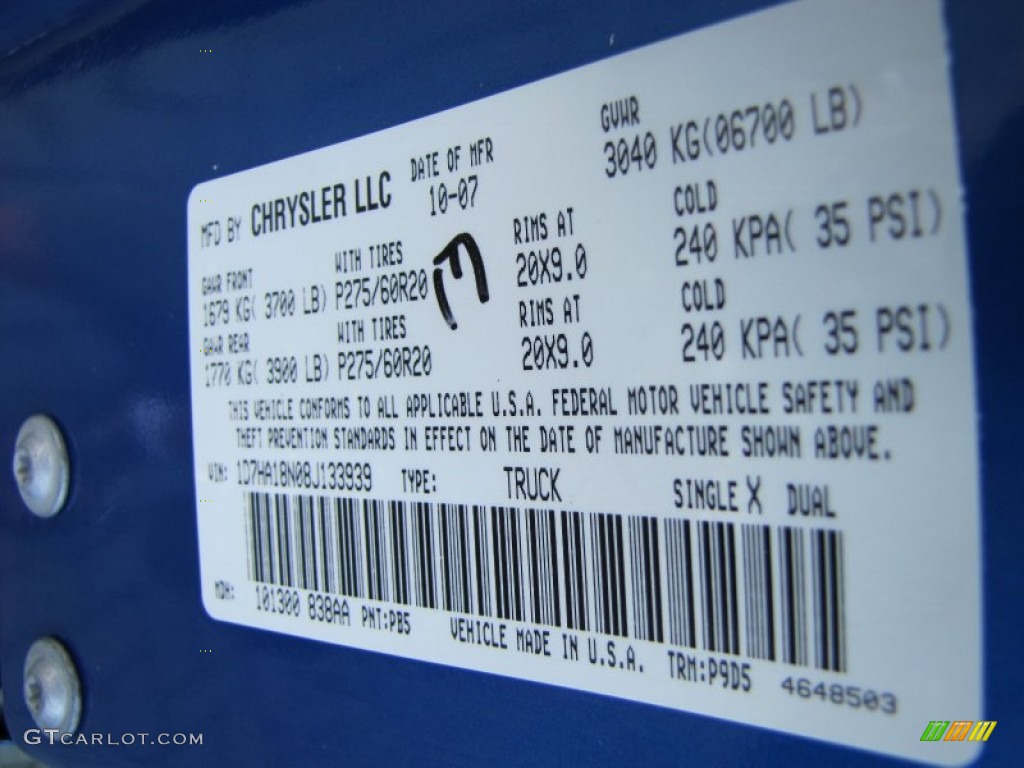 MFD BY CHRYSLER LLC DATE OF MFR GVWR
10-07 3040 KG(06700 LB)
GAWR FRONT WITH TIRES RIMS AT COLD
1679 KG( 3700 LB) P275/60R20 20X9.0 240 KPA( 35 PSI)
GAWR REAR WITH TIRES RIMS AT COLD
1770 KG( 3900 LB) P275/60R20 20X9.0 240 KPA( 35 PSI)
THIS VEHICLE CONFORMS TO ALL APPLICABLE U.S.A. FEDERAL MOTOR VEHICLE SAFETY AND
THEFT PREVENTION STANDARDS IN EFFECT ON THE DATE OF MANUFACTURE SHOWN ABOVE.
VIN: 1D7HA18N08J133939 TYPE: TRUCK SINGLE X DUAL
MDH: 101300 838AA PNT:PB5 VEHICLE MADE IN U.S.A. TRM:P9D5 4648503
GTCARLOT.COM